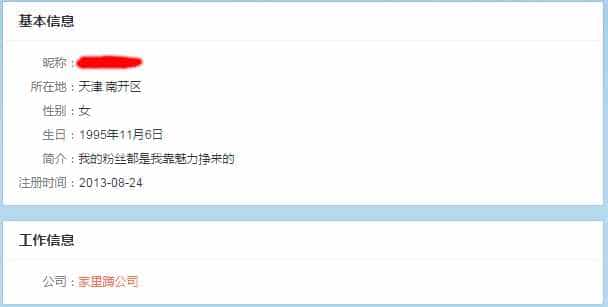 基本信息
昵称：
所在地：天津 南开区
性别：女
生日：1995年11月6日
简介：我的粉丝都是我靠魅力挣来的
注册时间：2013-08-24
工作信息
公司：家里蹲公司